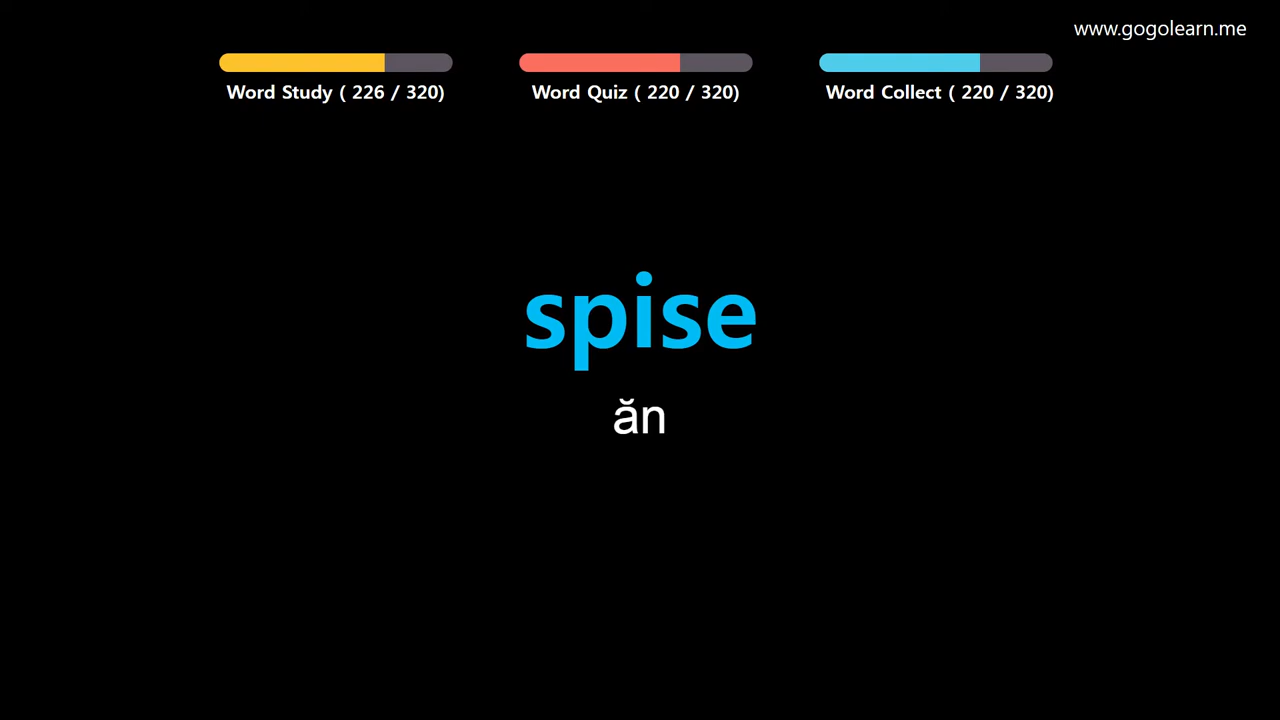 www.gogolearn.me
Word Study ( 226 / 320)
Word Quiz ( 220 / 320)
Word Collect ( 220 / 320)
spise
ăn